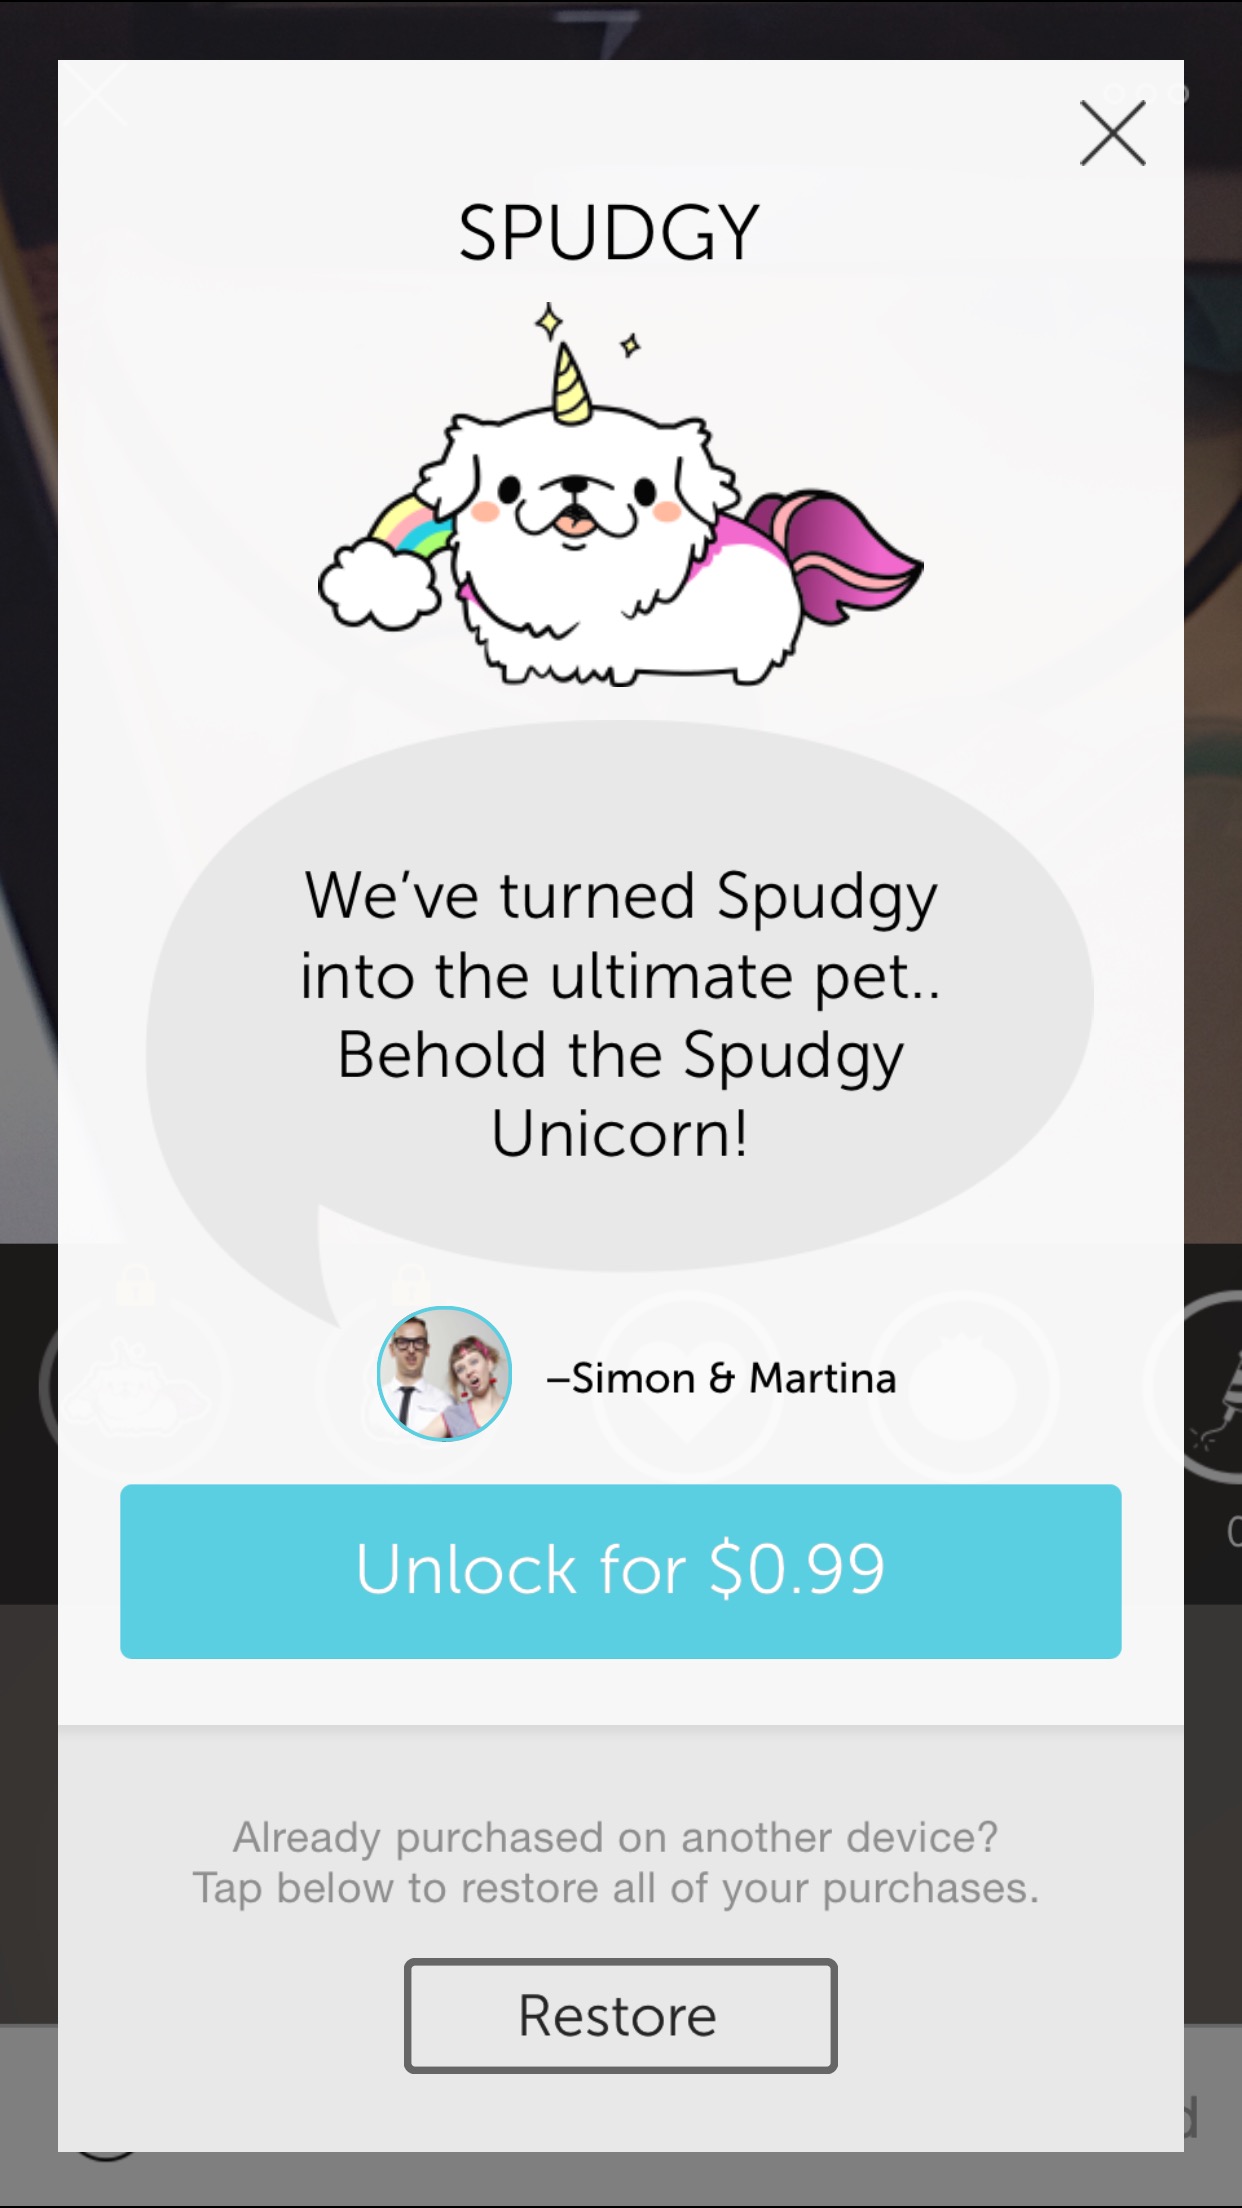 SPUDGY
We’ve turned Spudgy
into the ultimate pet..
Behold the Spudgy
Unicorn!
–Simon & Martina
Unlock for $0.99
Already purchased on another device?
Tap below to restore all of your purchases.
Restore